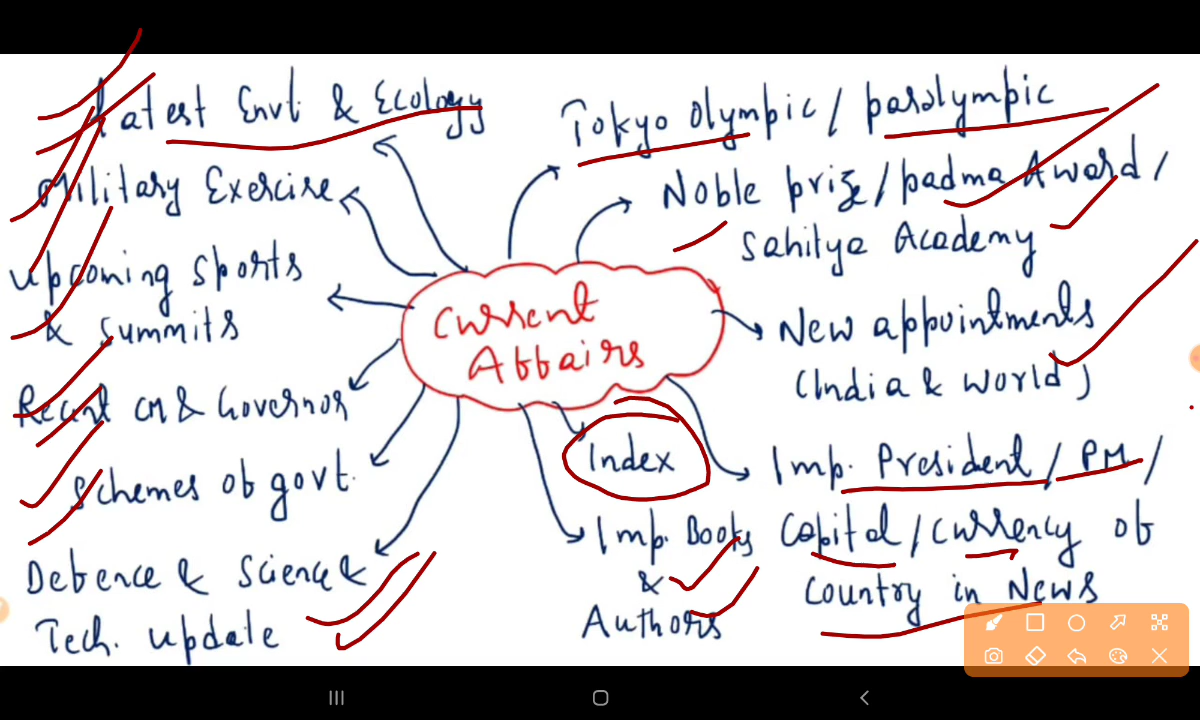 Latest Envt & Ecology
Military Exercise
Upcoming Sports
& Summits
Recent CM & Governor
Schemes of govt.
Defence & Science &
Tech. update
Current
Affairs
Tokyo Olympic / paralympic
Noble prize / padma Award /
Sahitya Academy
New appointments
(India & World)
Index
Imp. President / PM /
Capital / Currency of
Country in News
Imp. Books
&
Authors